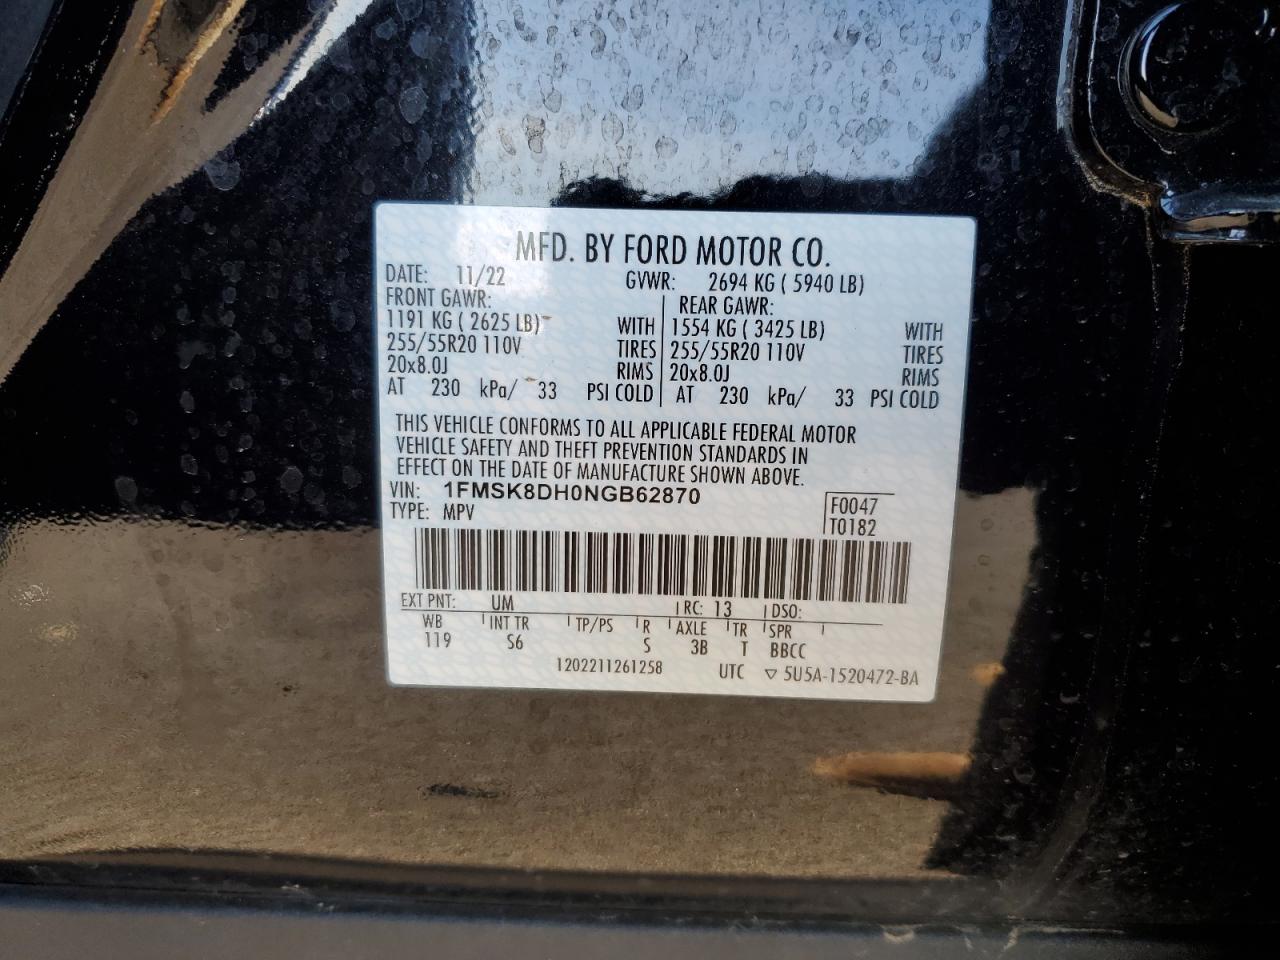 MFD. BY FORD MOTOR CO.
DATE: 11/22 GVWR: 2694 KG ( 5940 LB)
FRONT GAWR: REAR GAWR:
1191 KG ( 2625 LB) WITH 1554 KG ( 3425 LB) WITH
255/55R20 110V TIRES 255/55R20 110V TIRES
20x8.0J RIMS 20x8.0J RIMS
AT 230 kPa/ 33 PSI COLD AT 230 kPa/ 33 PSI COLD
THIS VEHICLE CONFORMS TO ALL APPLICABLE FEDERAL MOTOR
VEHICLE SAFETY AND THEFT PREVENTION STANDARDS IN
EFFECT ON THE DATE OF MANUFACTURE SHOWN ABOVE.
VIN: 1FMSK8DH0NGB62870 F0047
TYPE: MPV T0182
EXT PNT: UM RC: 13 DSO:
WB INT TR TP/PS R AXLE TR SPR
119 S6 S 3B T BBCC
1202211261258 UTC ▽ 5U5A-1520472-BA